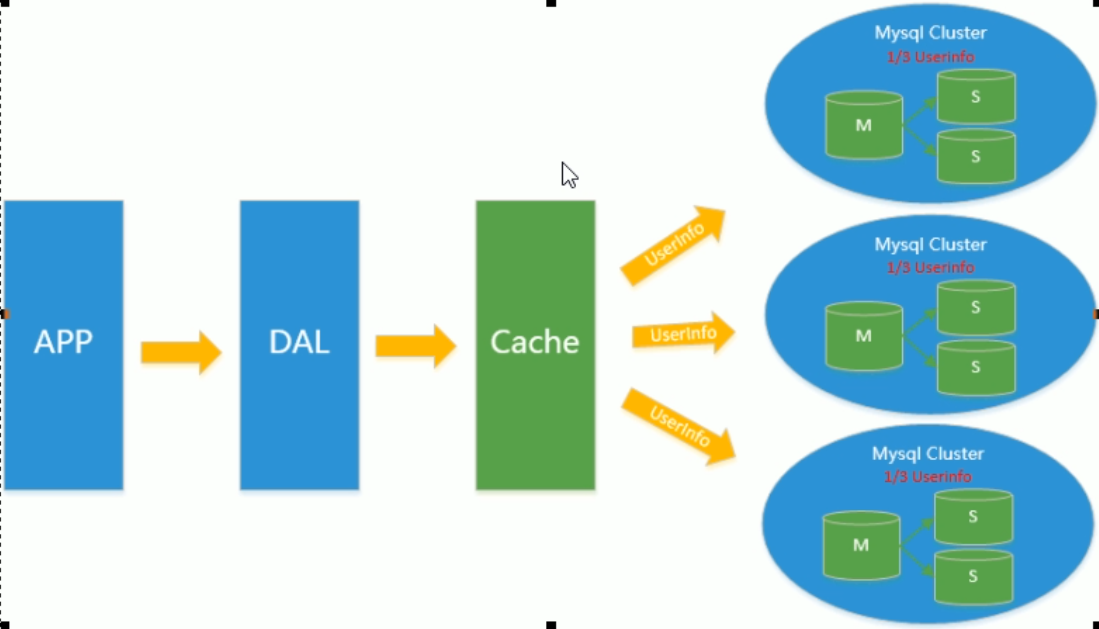 APP
DAL
Cache
UserInfo
UserInfo
UserInfo
Mysql Cluster
1/3 Userinfo
M
S
S
Mysql Cluster
1/3 Userinfo
M
S
S
Mysql Cluster
1/3 Userinfo
M
S
S